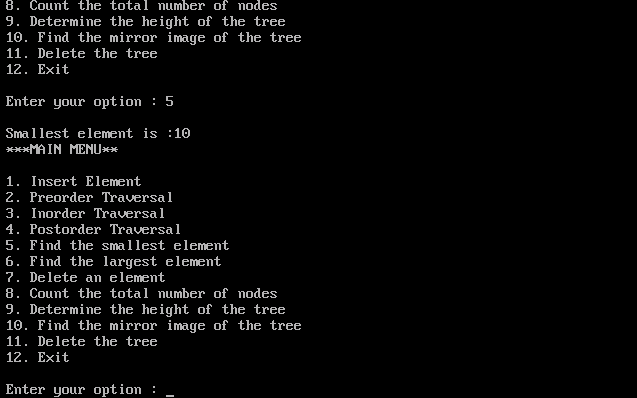 8. Count the total number of nodes
9. Determine the height of the tree
10. Find the mirror image of the tree
11. Delete the tree
12. Exit
Enter your option : 5
Smallest element is :10
***MAIN MENU**
1. Insert Element
2. Preorder Traversal
3. Inorder Traversal
4. Postorder Traversal
5. Find the smallest element
6. Find the largest element
7. Delete an element
8. Count the total number of nodes
9. Determine the height of the tree
10. Find the mirror image of the tree
11. Delete the tree
12. Exit
Enter your option : _